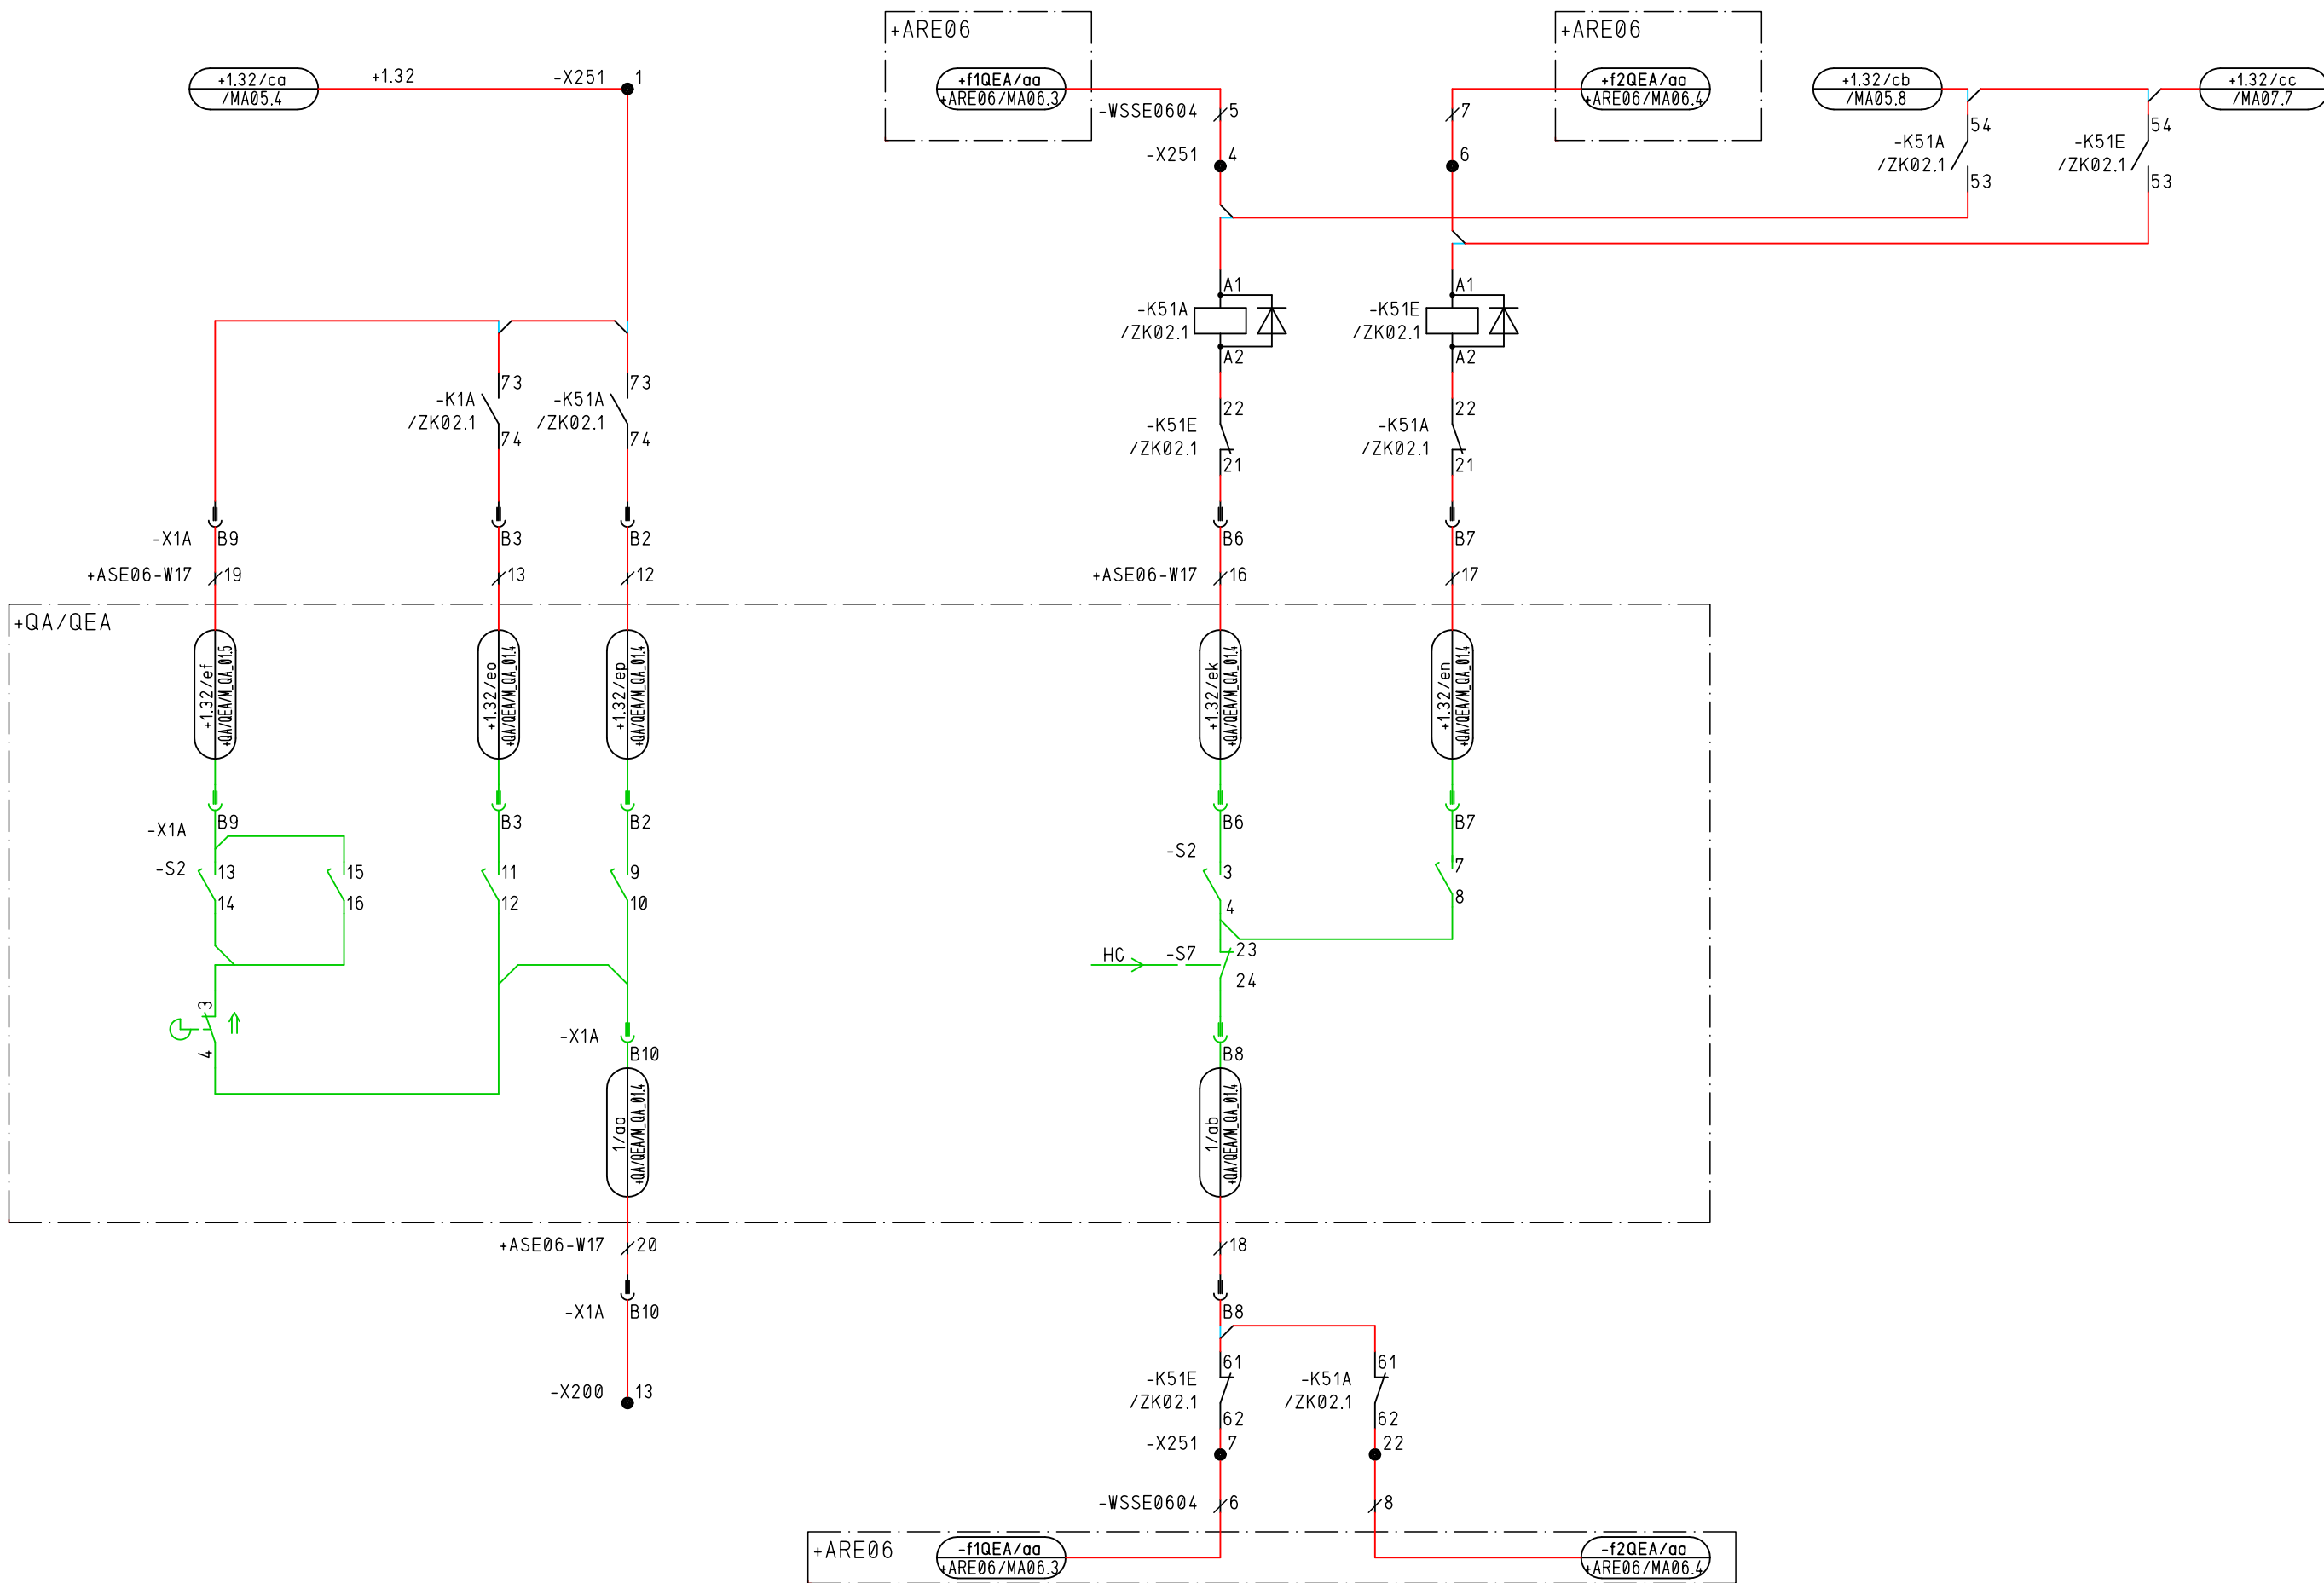 +ARE06
+ARE06
+1.32/ca
/MA05.4
+1.32
-X251
1
+f1QEA/aa
+ARE06/MA06.3
+f2QEA/aa
+ARE06/MA06.4
+1.32/cb
/MA05.8
+1.32/cc
/MA07.7
-WSSE0604
5
7
-X251
4
6
54
-K51A
/ZK02.1
53
54
-K51E
/ZK02.1
53
A1
-K51A
/ZK02.1
A2
A1
-K51E
/ZK02.1
A2
73
-K1A
/ZK02.1
74
73
-K51A
/ZK02.1
74
22
-K51E
/ZK02.1
21
22
-K51A
/ZK02.1
21
-X1A
B9
B3
B2
B6
B7
+ASE06-W17
19
13
12
+ASE06-W17
16
17
+QA/QEA
+1.32/ef
+QA/QEA/M_QA_01.5
+1.32/eo
+QA/QEA/M_QA_01.4
+1.32/ep
+QA/QEA/M_QA_01.4
+1.32/ek
+QA/QEA/M_QA_01.4
+1.32/en
+QA/QEA/M_QA_01.4
-X1A
B9
B3
B2
B6
B7
-S2
13
14
15
16
11
12
9
10
-S2
3
4
7
8
HC
-S7
23
24
3
4
-X1A
B10
B8
1/aa
+QA/QEA/M_QA_01.4
1/ab
+QA/QEA/M_QA_01.4
+ASE06-W17
20
18
-X1A
B10
B8
-X200
13
61
-K51E
/ZK02.1
62
61
-K51A
/ZK02.1
62
-X251
7
22
-WSSE0604
6
8
+ARE06
-f1QEA/aa
+ARE06/MA06.3
-f2QEA/aa
+ARE06/MA06.4